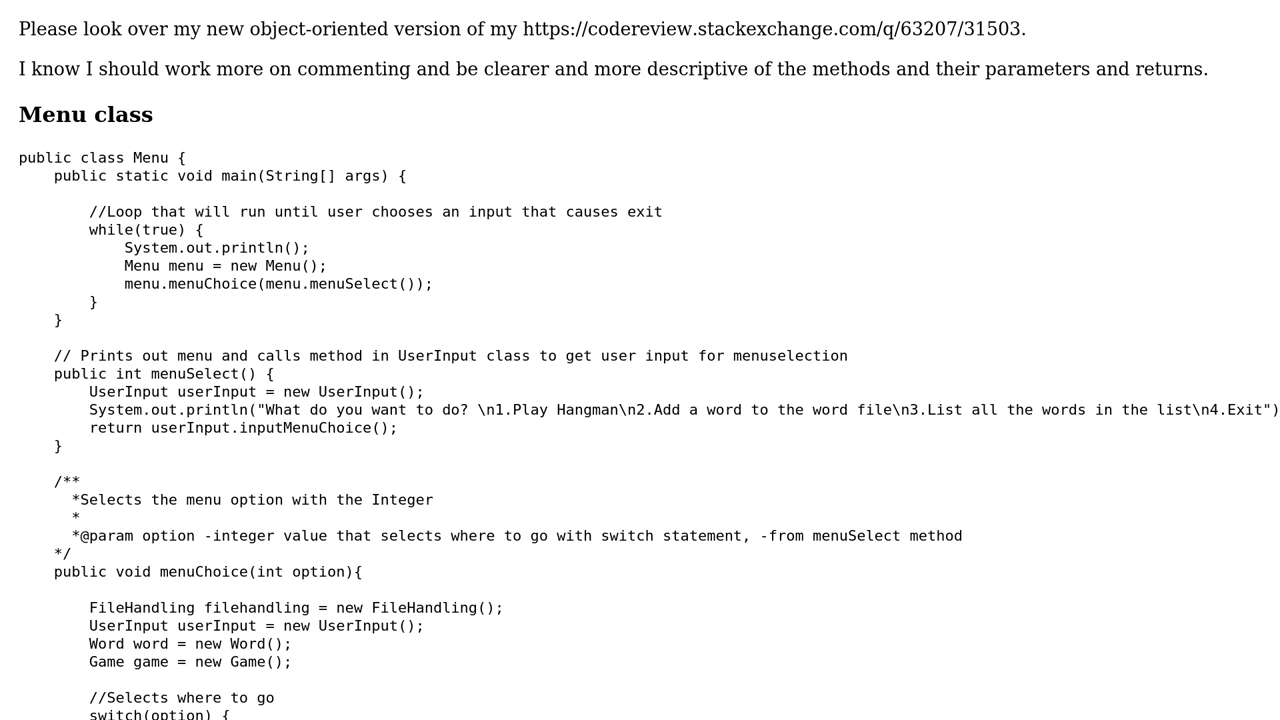 Please look over my new object-oriented version of my https://codereview.stackexchange.com/q/63207/31503.
I know I should work more on commenting and be clearer and more descriptive of the methods and their parameters and returns.
Menu class
public class Menu {
    public static void main(String[] args) {
        //Loop that will run until user chooses an input that causes exit
        while(true) {
            System.out.println();
            Menu menu = new Menu();
            menu.menuChoice(menu.menuSelect());
        }
    }
    // Prints out menu and calls method in UserInput class to get user input for menuselection
    public int menuSelect() {
        UserInput userInput = new UserInput();
        System.out.println("What do you want to do? \n1.Play Hangman\n2.Add a word to the word file\n3.List all the words in the list\n4.Exit")
        return userInput.inputMenuChoice();
    }
    /**
      *Selects the menu option with the Integer
      *
      *@param option -integer value that selects where to go with switch statement, -from menuSelect method
    */
    public void menuChoice(int option){
        FileHandling filehandling = new FileHandling();
        UserInput userInput = new UserInput();
        Word word = new Word();
        Game game = new Game();
        //Selects where to go
        switch(option) {